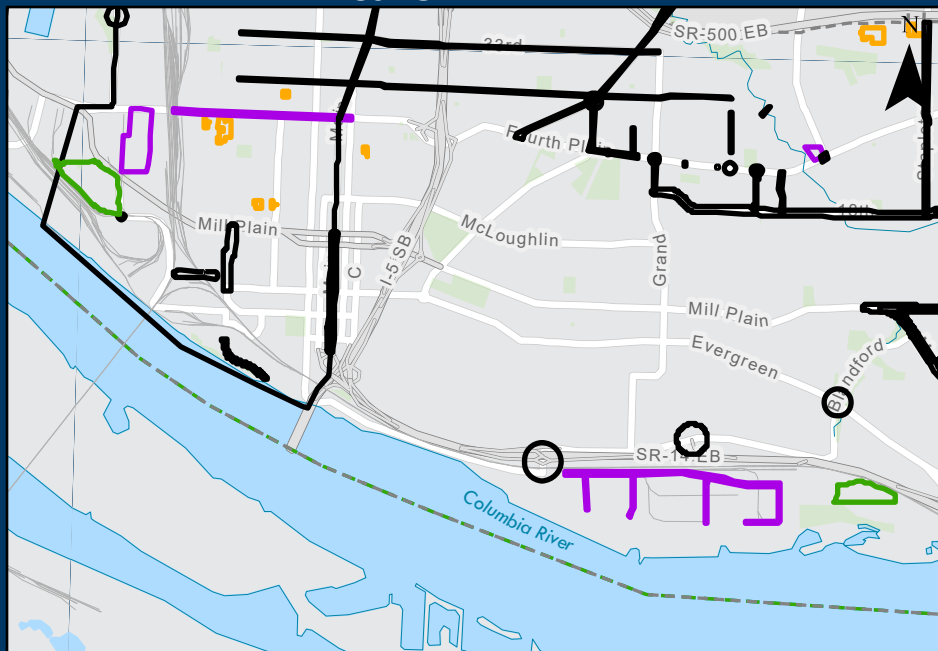 N
SR-500 EB
33rd
Main
Fourth Plain
Mill Plain
McLoughlin
I-5 SB
C
Grand
18th
Mill Plain
Evergreen
Blandford
SR-14 EB
Columbia River